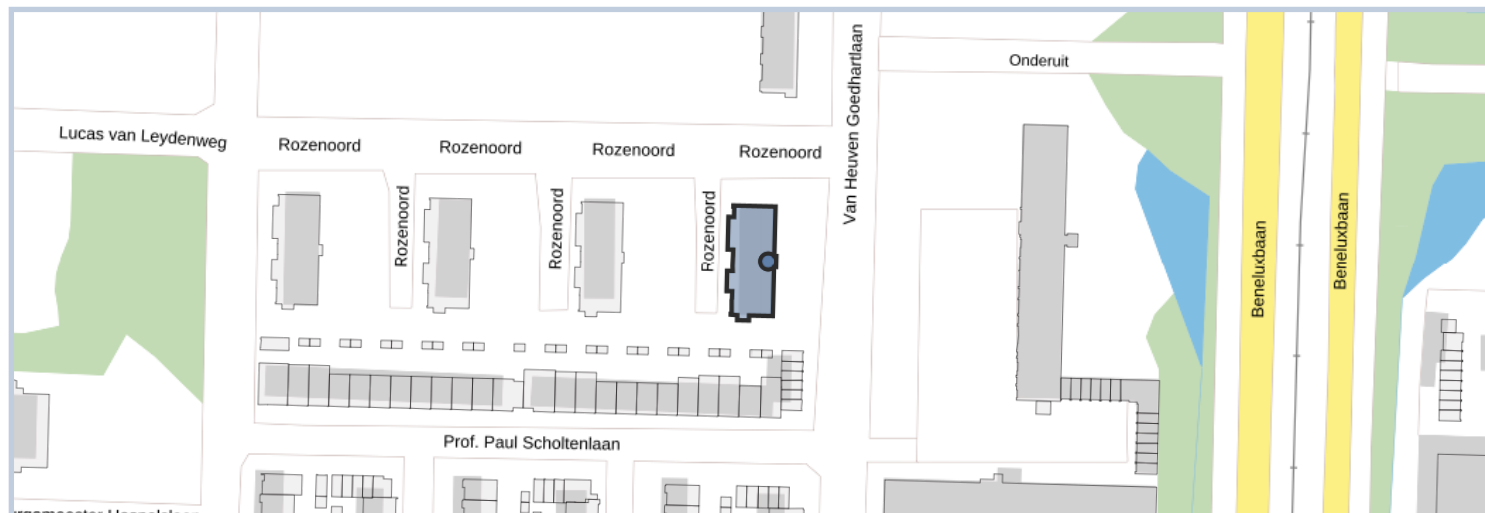 Onderuit
Lucas van Leydenweg
Rozenoord
Rozenoord
Rozenoord
Rozenoord
Van Heuven Goedhartlaan
Rozenoord
Rozenoord
Rozenoord
Beneluxbaan
Beneluxbaan
Prof. Paul Scholtenlaan